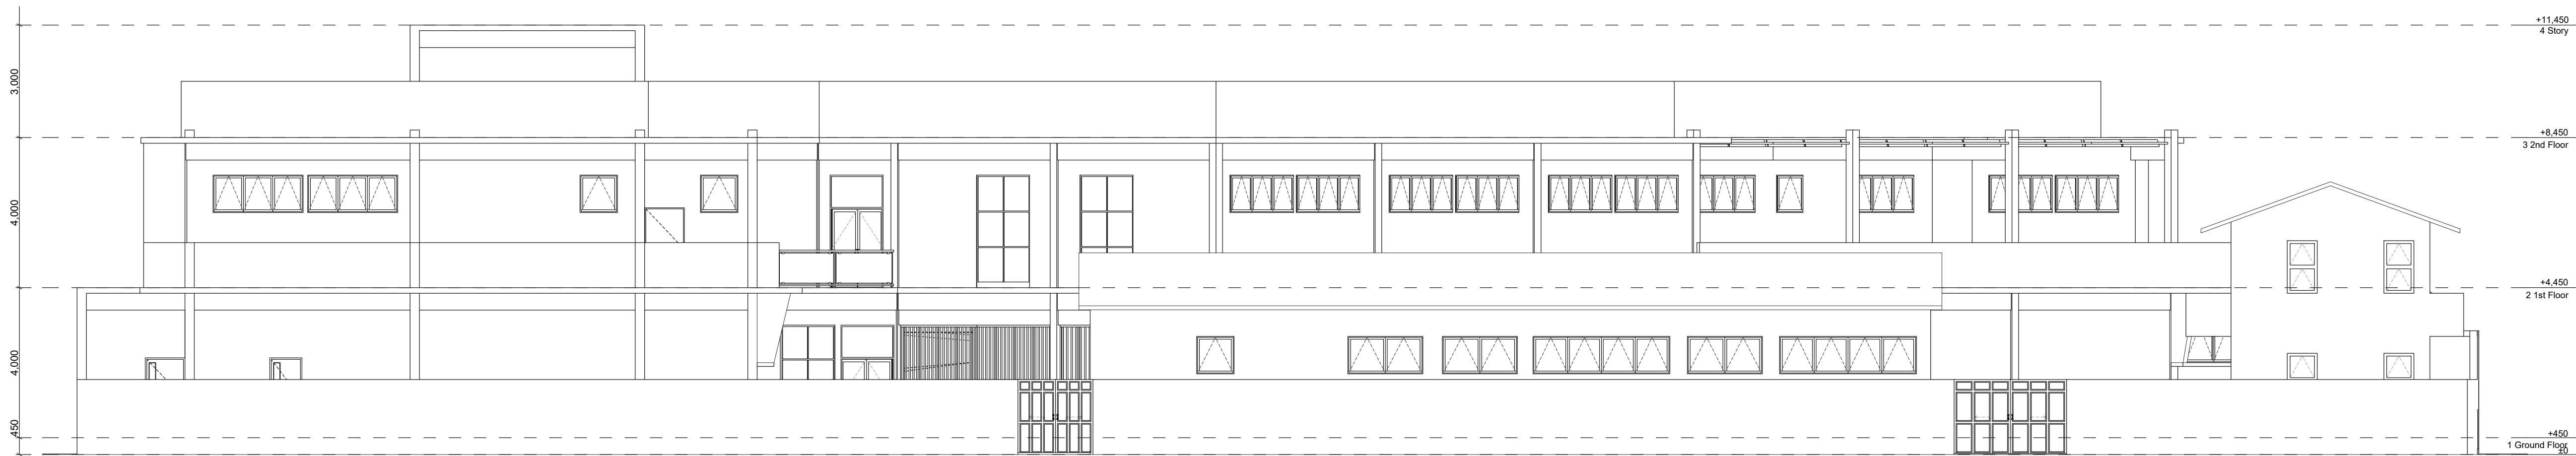 +11,450
4 Story
3,000
+8,450
3 2nd Floor
4,000
+4,450
2 1st Floor
4,000
450
+450
1 Ground Floor
±0